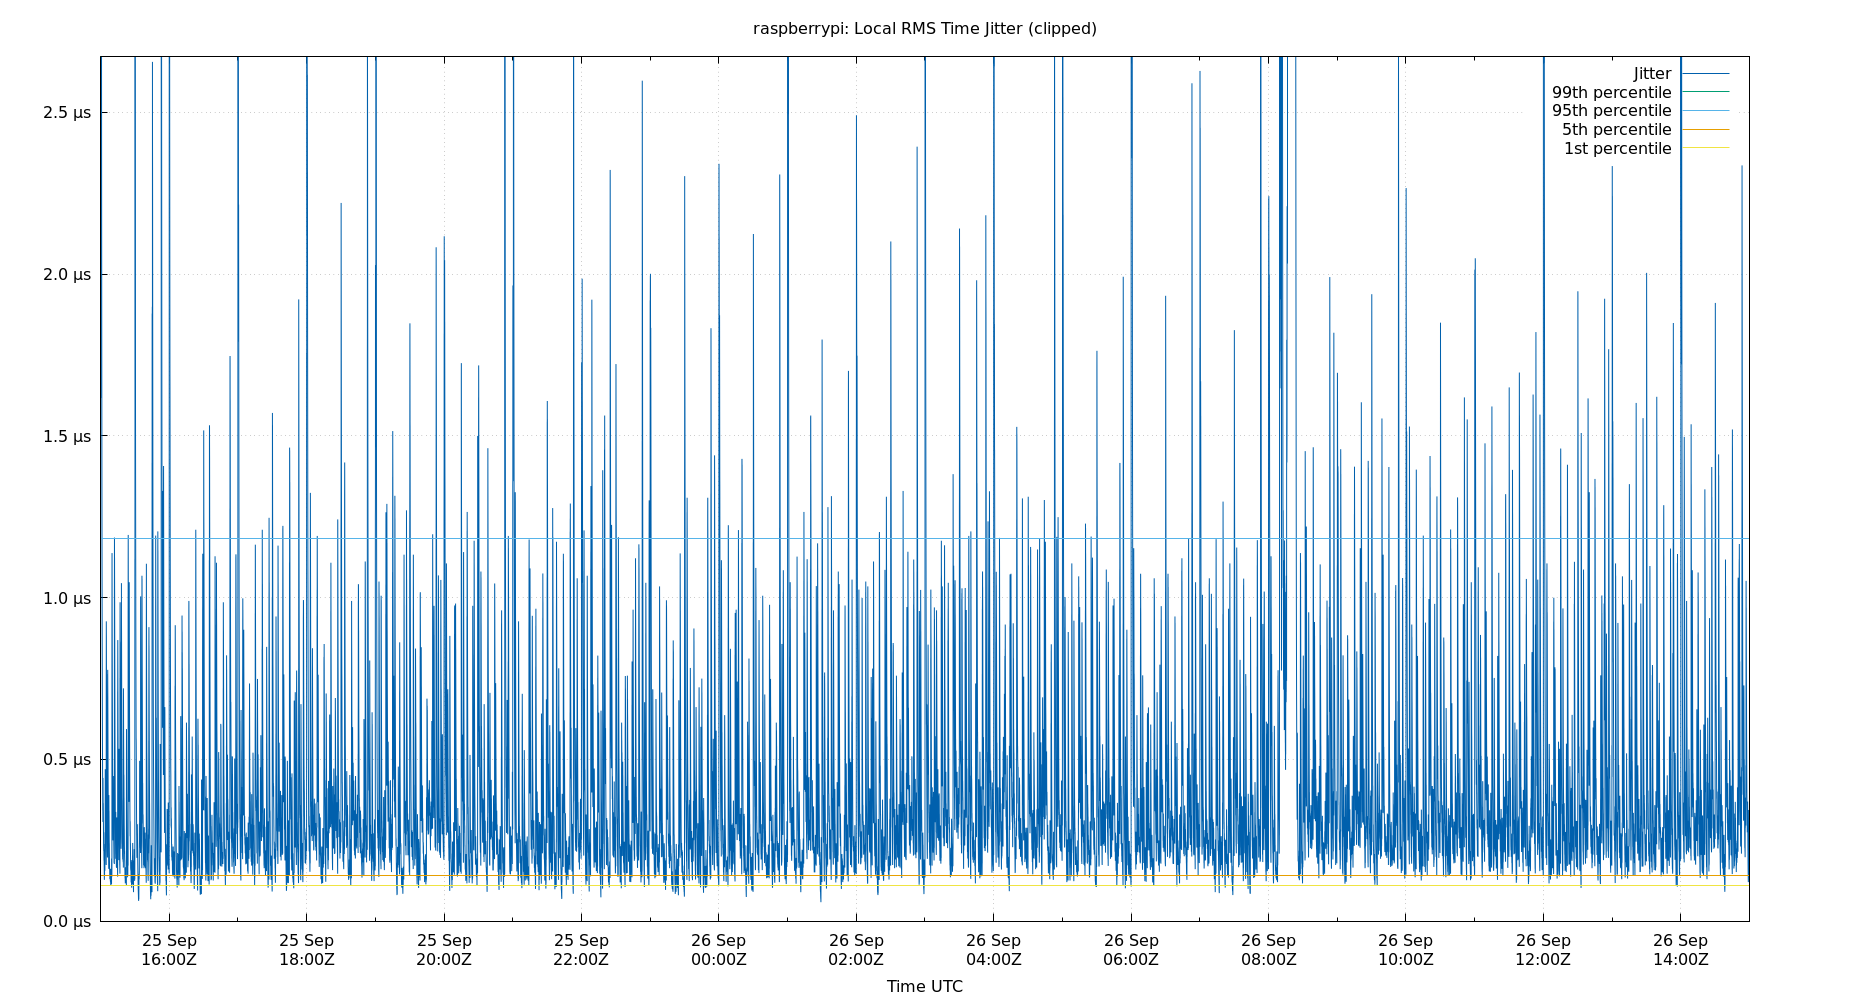 raspberrypi: Local RMS Time Jitter (clipped)
Jitter
99th percentile
95th percentile
5th percentile
1st percentile
2.5 μs
2.0 μs
1.5 μs
1.0 μs
0.5 μs
0.0 μs
25 Sep 25 Sep 25 Sep 25 Sep 26 Sep 26 Sep 26 Sep 26 Sep 26 Sep 26 Sep 26 Sep 26 Sep
16:00Z 18:00Z 20:00Z 22:00Z 00:00Z 02:00Z 04:00Z 06:00Z 08:00Z 10:00Z 12:00Z 14:00Z
Time UTC